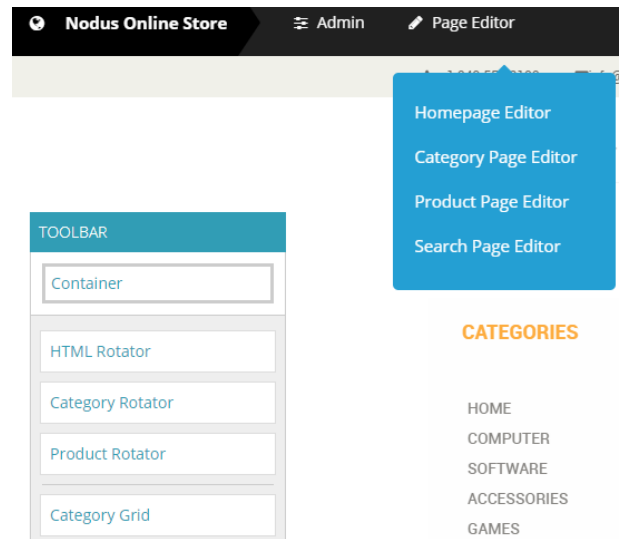 Nodus Online Store Admin Page Editor
Homepage Editor
Category Page Editor
Product Page Editor
Search Page Editor
TOOLBAR
Container
HTML Rotator
Category Rotator
Product Rotator
Category Grid
CATEGORIES
HOME
COMPUTER
SOFTWARE
ACCESSORIES
GAMES